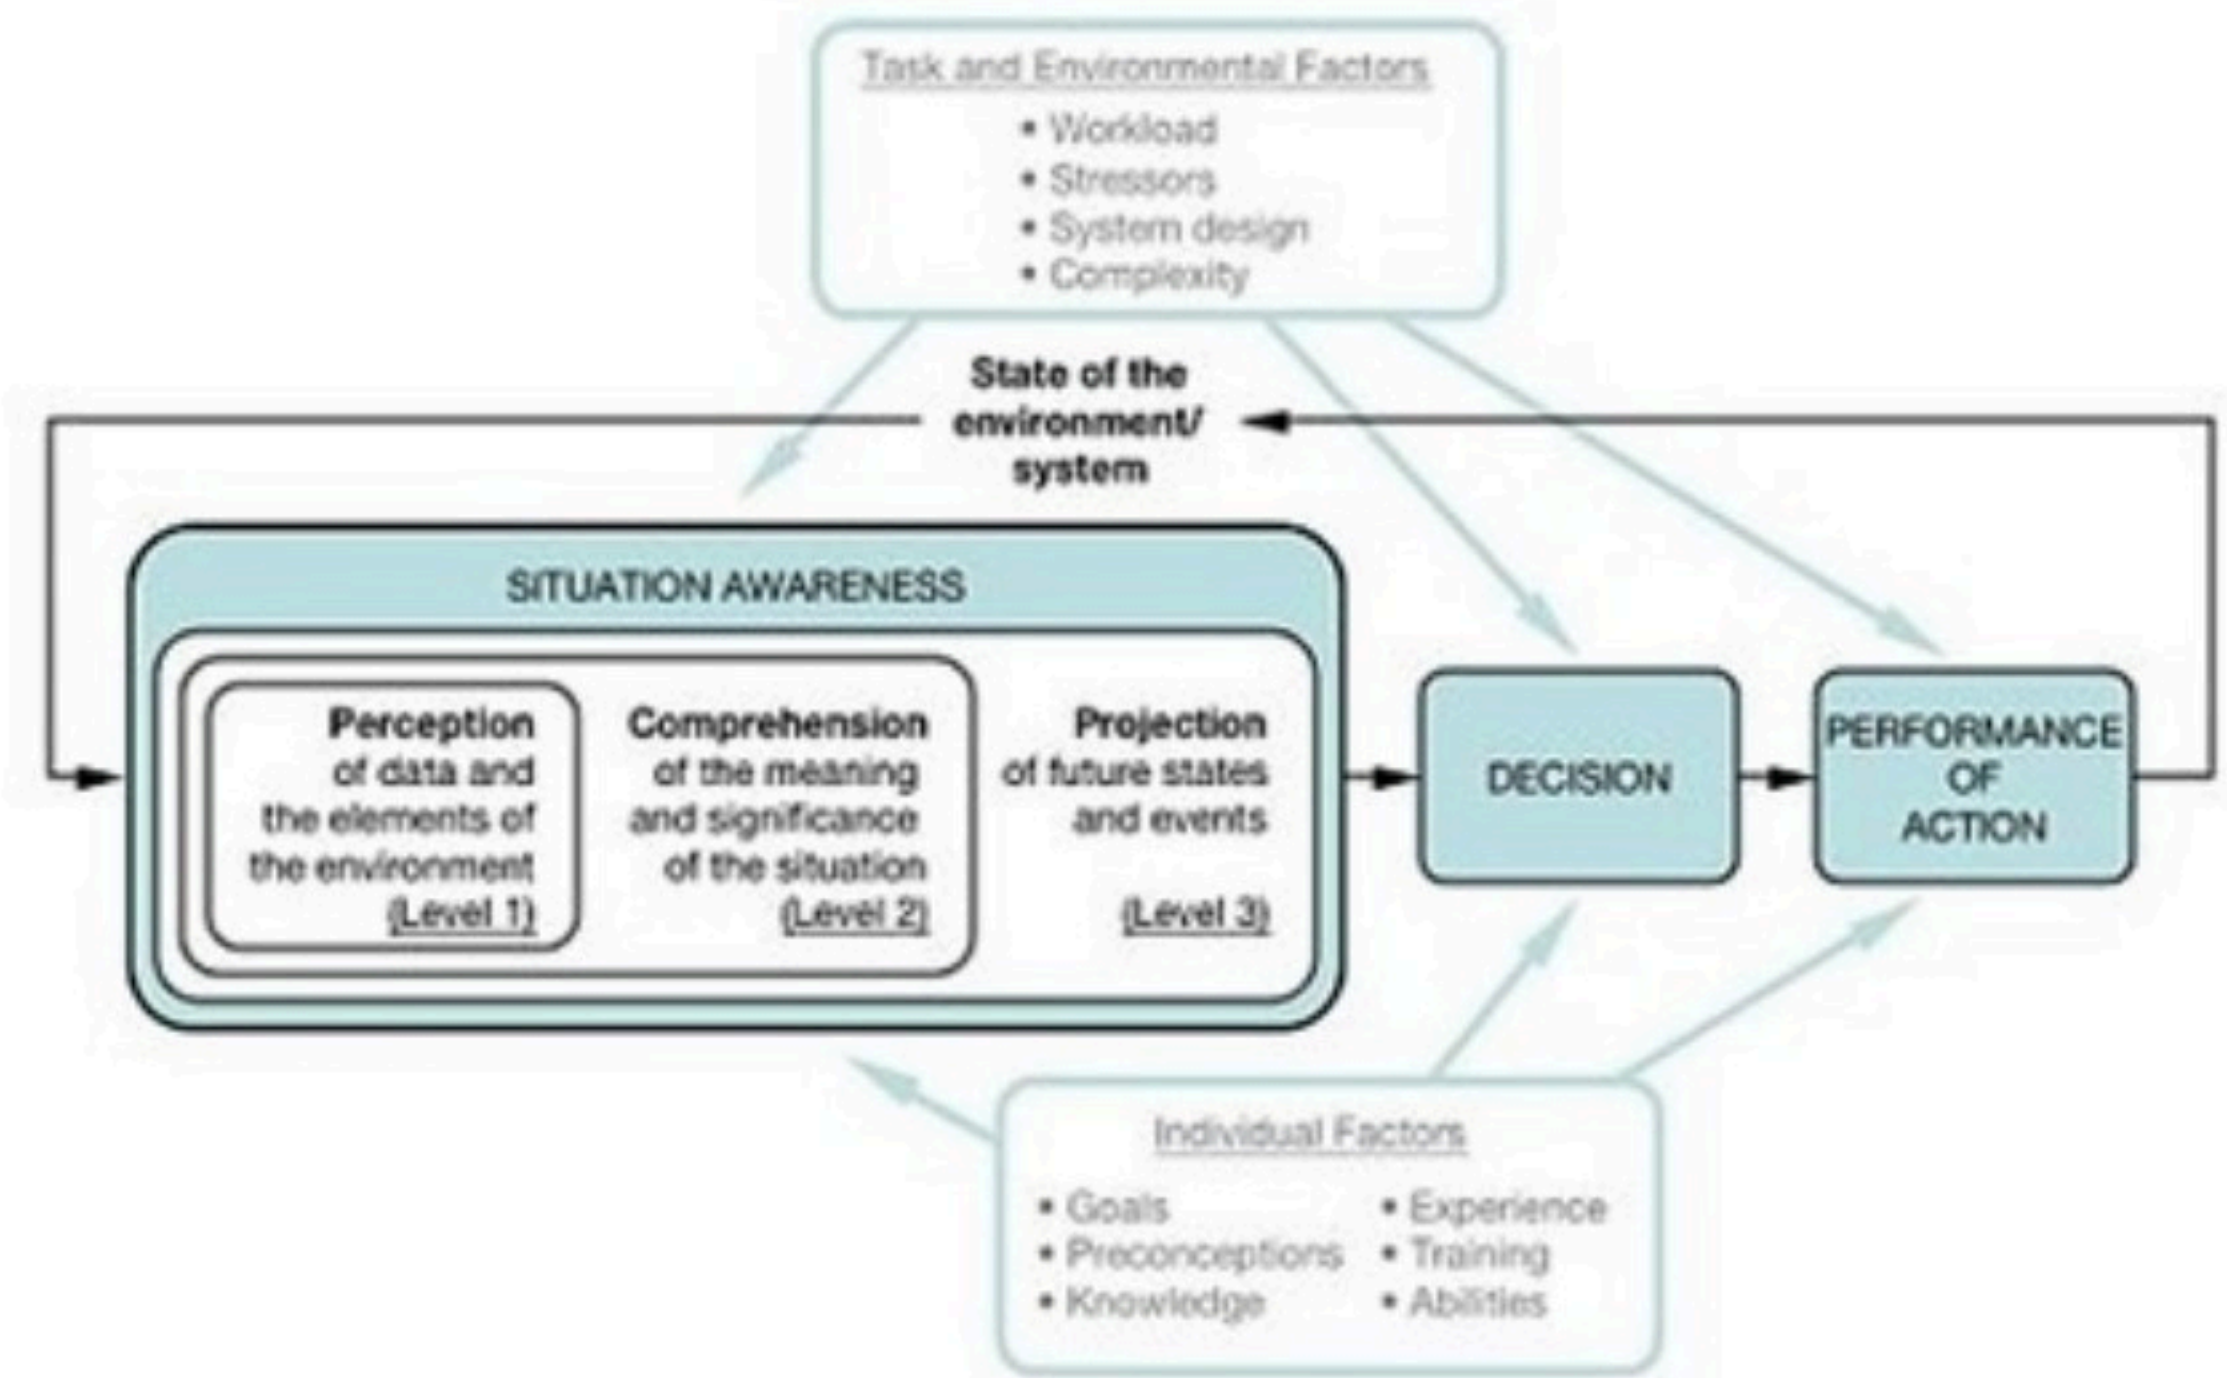 Task and Environmental Factors
• Workload
• Stressors
• System design
• Complexity
State of the
environment/
system
SITUATION AWARENESS
Perception
of data and
the elements of
the environment
(Level 1)
Comprehension
of the meaning
and significance
of the situation
(Level 2)
Projection
of future states
and events
(Level 3)
DECISION
PERFORMANCE
OF
ACTION
Individual Factors
• Goals
• Preconceptions
• Knowledge
• Experience
• Training
• Abilities